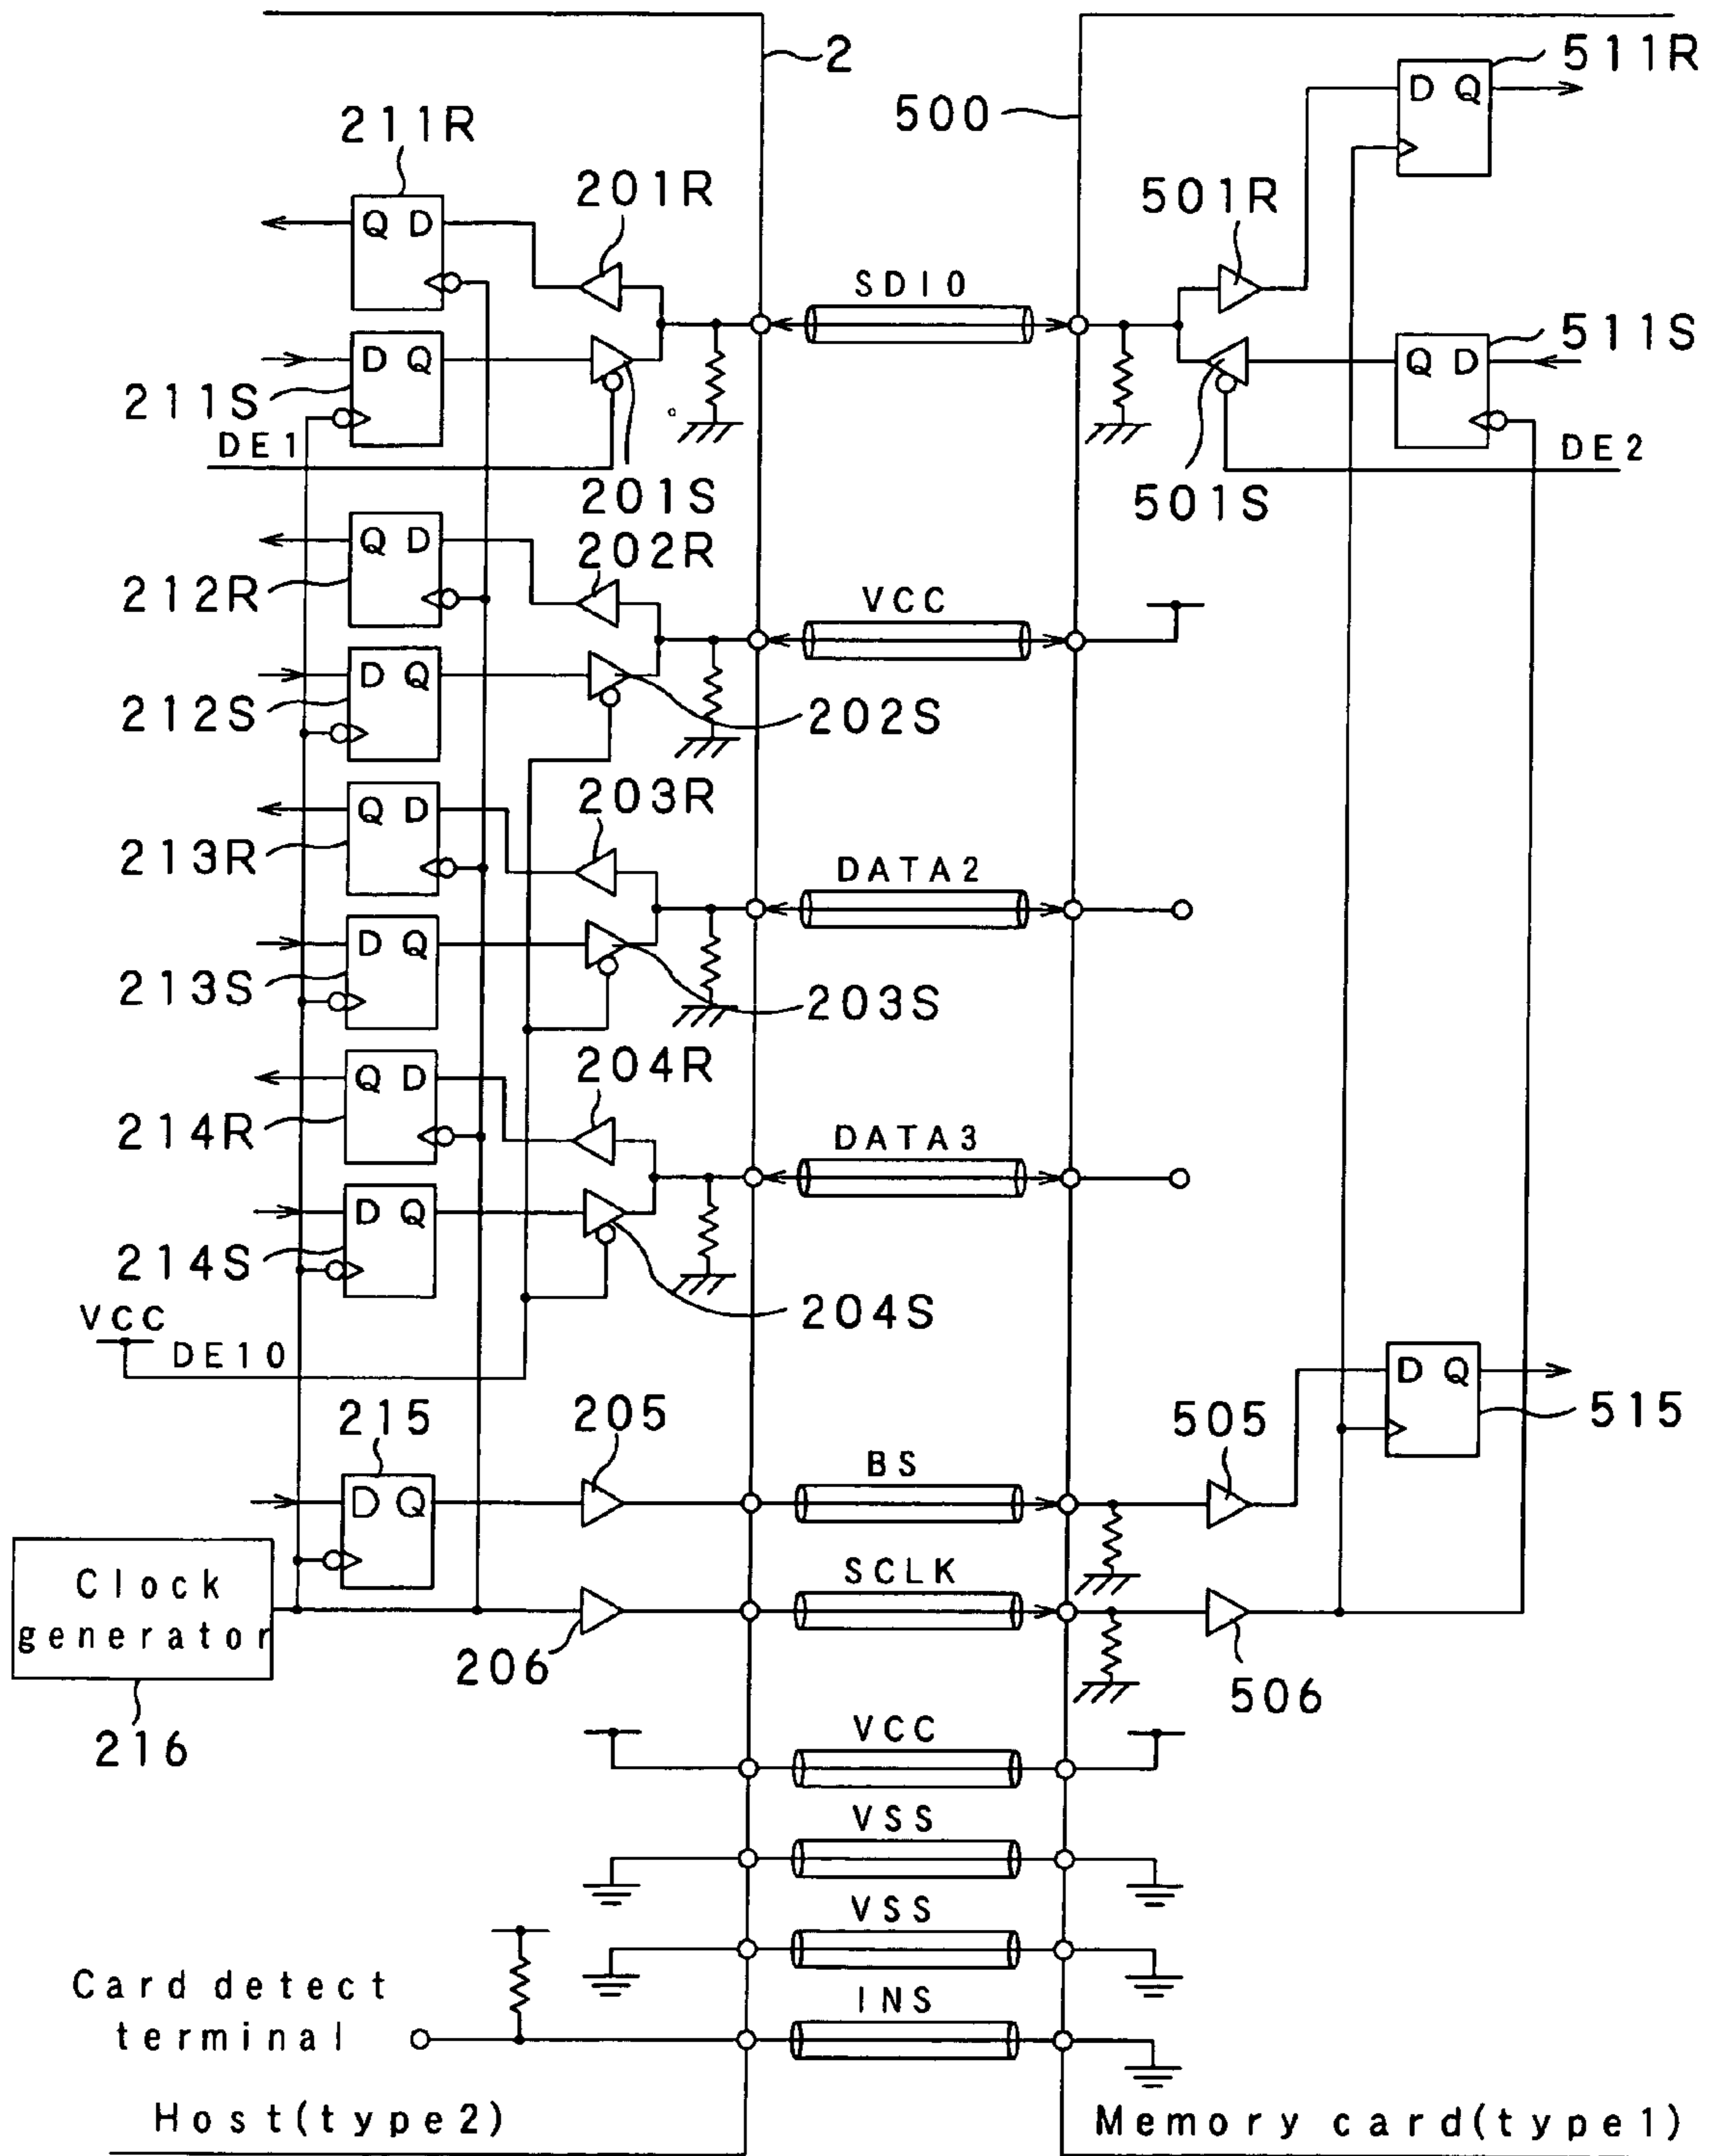 2
500
511R
D Q
211R
201R
501R
Q D
SDI0
D Q
511S
Q D
211S
DE1
DE2
201S
501S
202R
Q D
212R
VCC
D Q
212S
202S
203R
Q D
213R
DATA2
D Q
213S
203S
204R
Q D
214R
DATA3
D Q
214S
204S
VCC
DE10
D Q
215
205
505
515
BS
D Q
SCLK
Clock
generator
206
506
216
VCC
VSS
VSS
Card detect
terminal
INS
Host(type2)
Memory card(type1)